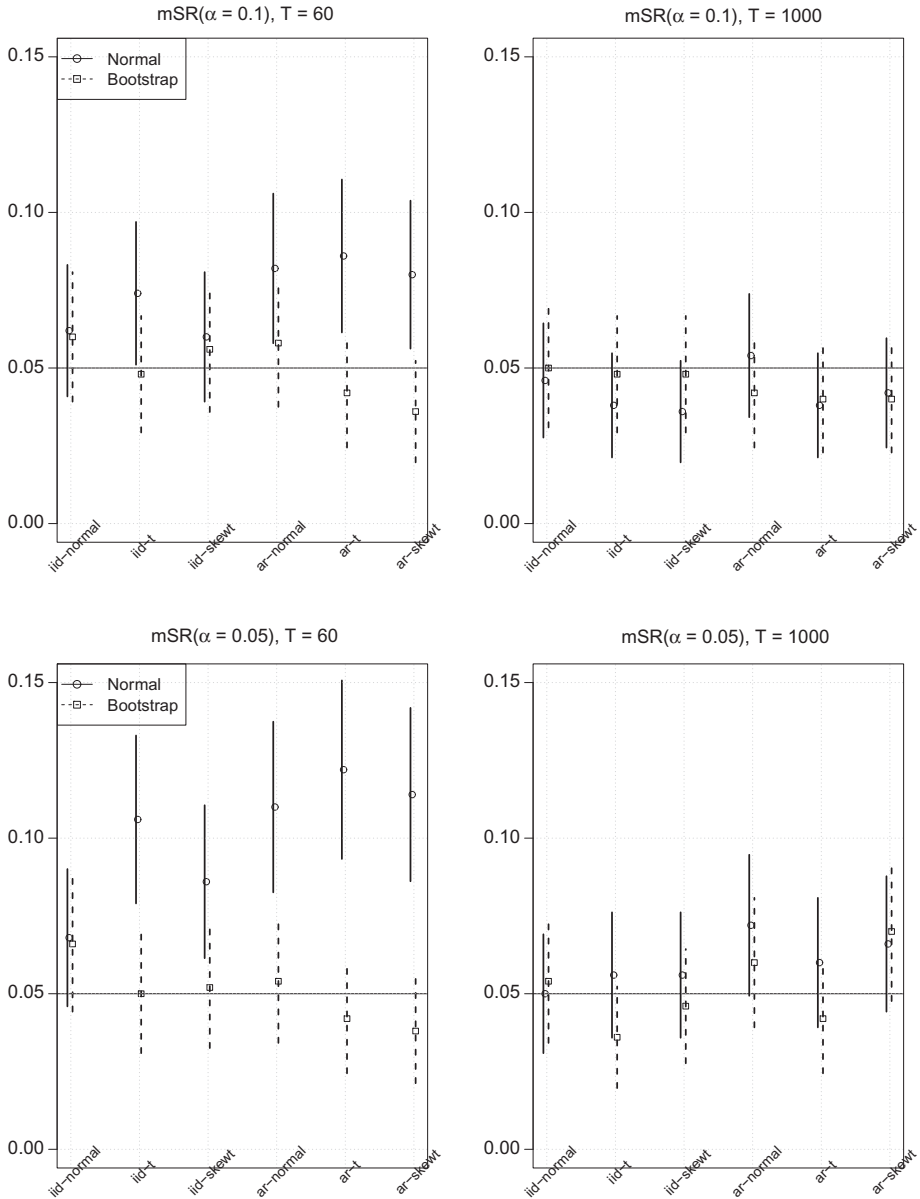 mSR(α = 0.1), T = 60
0.15
0.10
0.05
0.00
Normal
Bootstrap
iid−normal
iid−t
iid−skewt
ar−normal
ar−t
ar−skewt
mSR(α = 0.1), T = 1000
0.15
0.10
0.05
0.00
iid−normal
iid−t
iid−skewt
ar−normal
ar−t
ar−skewt
mSR(α = 0.05), T = 60
0.15
0.10
0.05
0.00
Normal
Bootstrap
iid−normal
iid−t
iid−skewt
ar−normal
ar−t
ar−skewt
mSR(α = 0.05), T = 1000
0.15
0.10
0.05
0.00
iid−normal
iid−t
iid−skewt
ar−normal
ar−t
ar−skewt